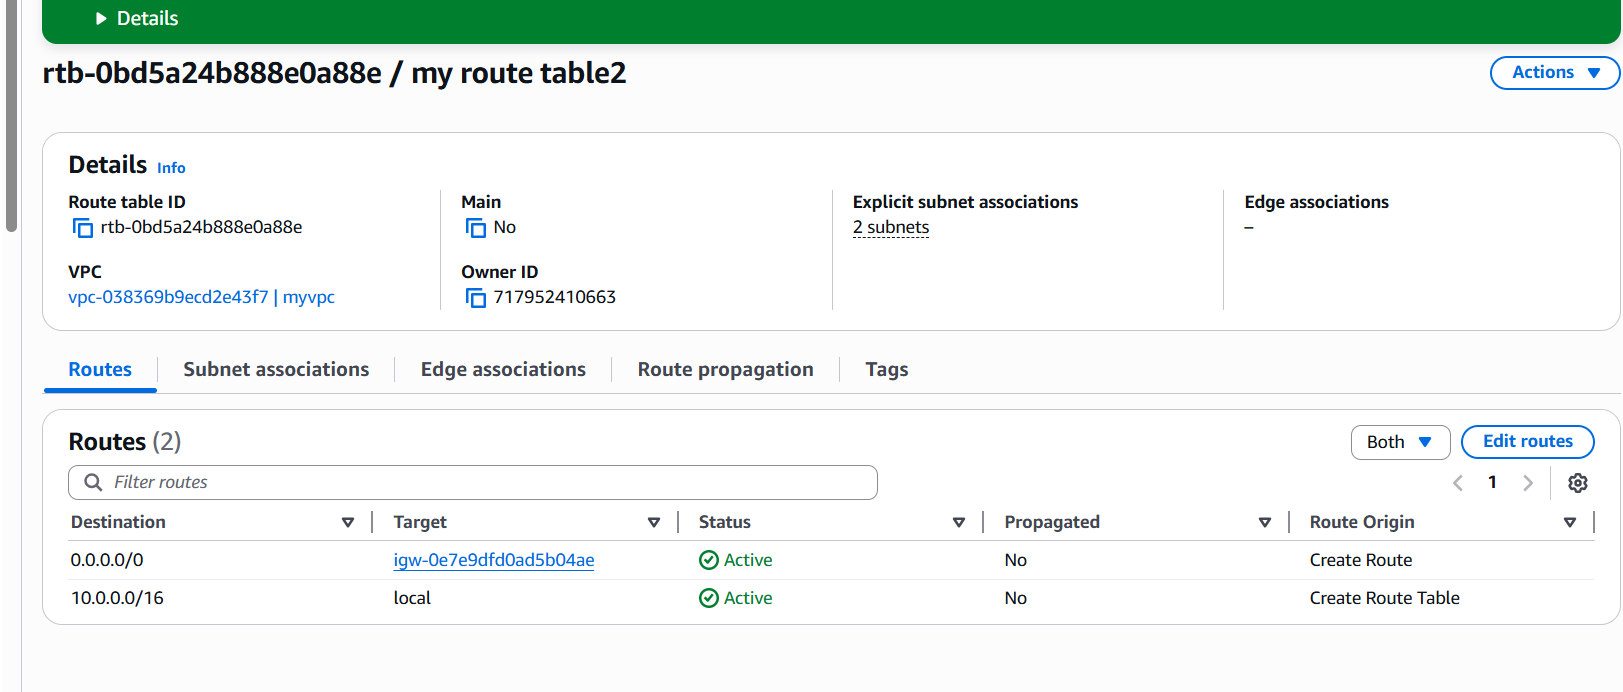 Details
rtb-0bd5a24b888e0a88e / my route table2
Actions
Details Info
Route table ID
rtb-0bd5a24b888e0a88e
Main
No
Explicit subnet associations
2 subnets
Edge associations
–
VPC
vpc-038369b9ecd2e43f7 | myvpc
Owner ID
717952410663
Routes Subnet associations Edge associations Route propagation Tags
Routes (2)
Both Edit routes
Filter routes
1
Destination Target Status Propagated Route Origin
0.0.0.0/0 igw-0e7e9dfd0ad5b04ae Active No Create Route
10.0.0.0/16 local Active No Create Route Table